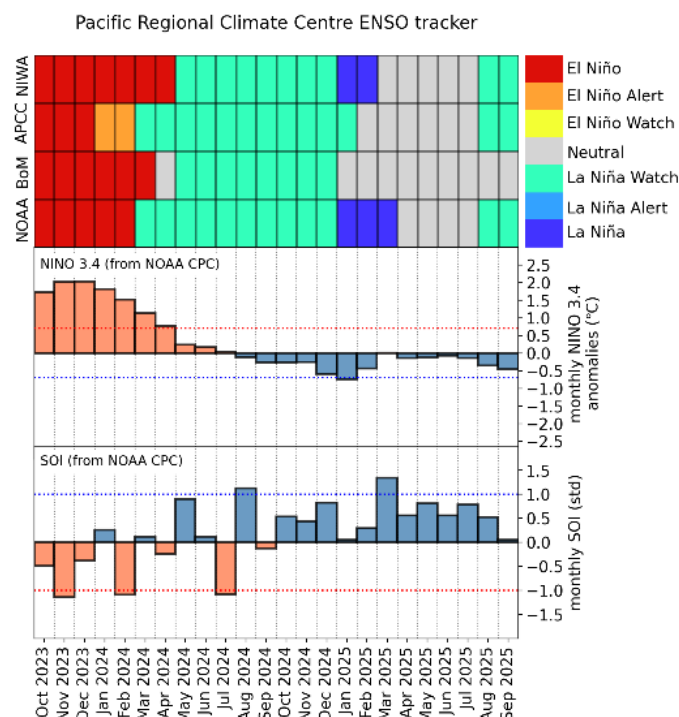 Pacific Regional Climate Centre ENSO tracker
NIWA
APCC
BoM
NOAA
El Niño
El Niño Alert
El Niño Watch
Neutral
La Niña Watch
La Niña Alert
La Niña
NINO 3.4 (from NOAA CPC)
2.5
2.0
1.5
1.0
0.5
0.0
−0.5
−1.0
−1.5
−2.0
−2.5
monthly NINO 3.4
anomalies (°C)
SOI (from NOAA CPC)
1.5
1.0
0.5
0.0
−0.5
−1.0
−1.5
monthly SOI (std)
Oct 2023
Nov 2023
Dec 2023
Jan 2024
Feb 2024
Mar 2024
Apr 2024
May 2024
Jun 2024
Jul 2024
Aug 2024
Sep 2024
Oct 2024
Nov 2024
Dec 2024
Jan 2025
Feb 2025
Mar 2025
Apr 2025
May 2025
Jun 2025
Jul 2025
Aug 2025
Sep 2025